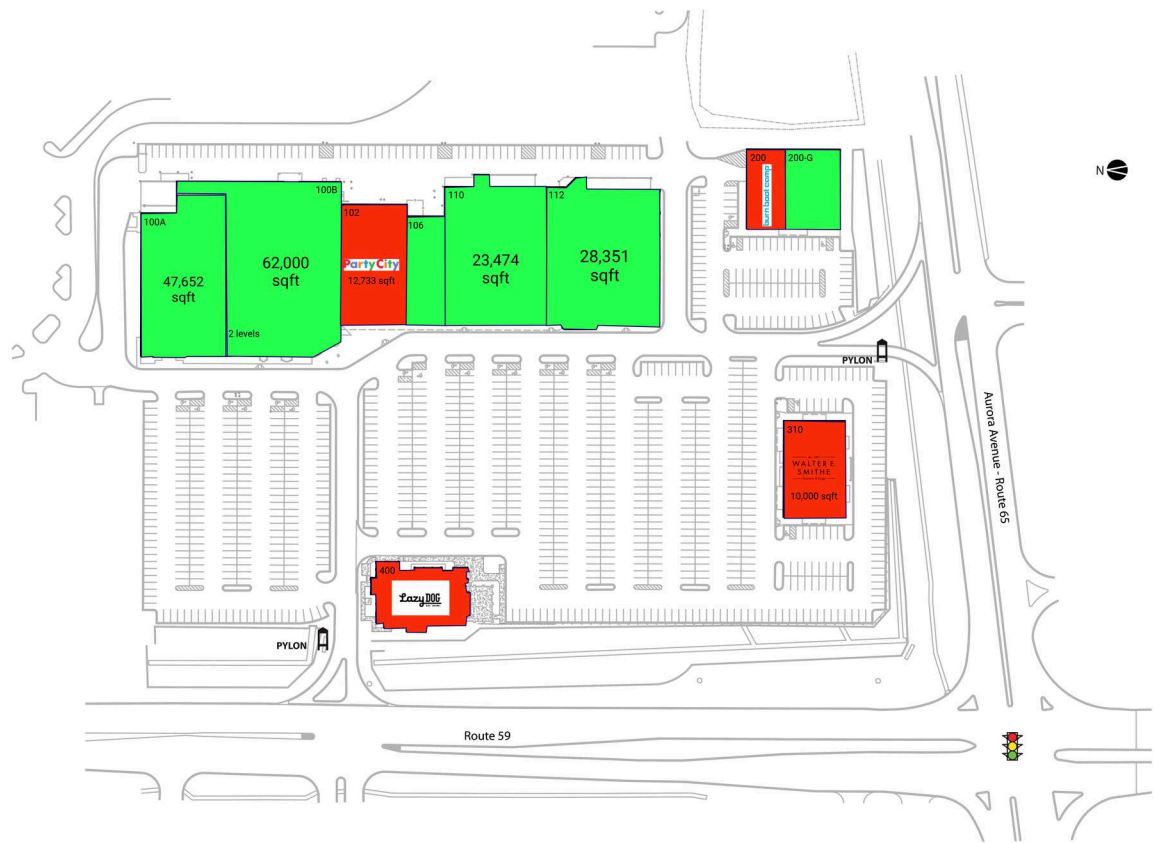 N
200
200-G
burn boot camp
100B
110
112
100A
102
106
Party City
12,733 sqft
47,652
sqft
62,000
sqft
23,474
sqft
28,351
sqft
2 levels
PYLON
310
WALTER E.
SMITHE
10,000 sqft
Aurora Avenue - Route 65
400
Lazy DOG
PYLON
Route 59